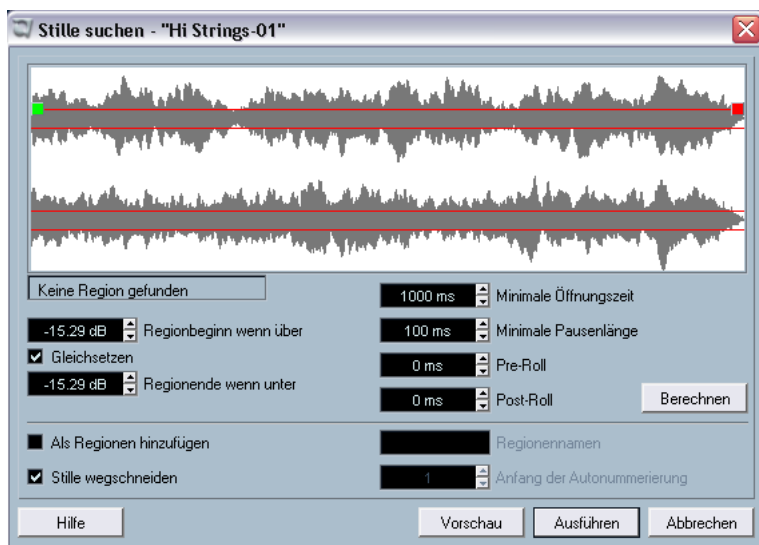 Stille suchen - "Hi Strings-01"
Keine Region gefunden
1000 ms Minimale Öffnungszeit
-15.29 dB Regionbeginn wenn über
100 ms Minimale Pausenlänge
Gleichsetzen
0 ms Pre-Roll
-15.29 dB Regionende wenn unter
0 ms Post-Roll
Berechnen
Als Regionen hinzufügen
Regionennamen
Stille wegschneiden
1 Anfang der Autonummerierung
Hilfe
Vorschau
Ausführen
Abbrechen